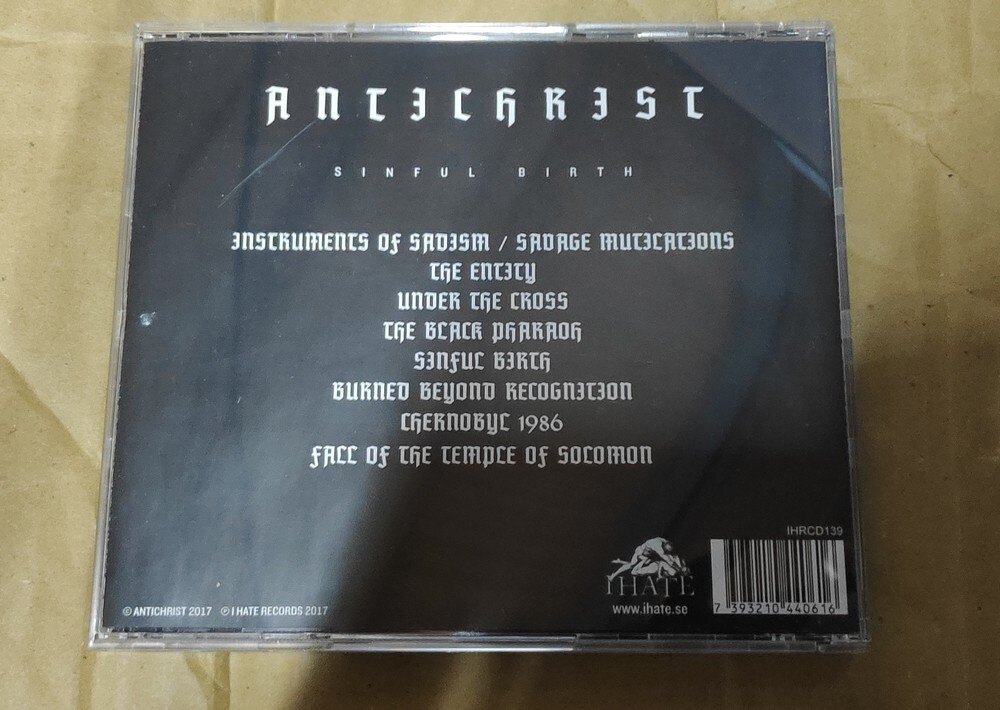 ANTICHRIST
SINFUL BIRTH
INSTRUMENTS OF SADISM / SAVAGE MUTILATIONS
THE ENTITY
UNDER THE CROSS
THE BLACK PHARAOH
SINFUL BIRTH
BURNED BEYOND RECOGNITION
CHERNOBYL 1986
FALL OF THE TEMPLE OF SOLOMON
IHRCD139
I HATE
www.ihate.se
7 393210 440616
© ANTICHRIST 2017 ℗ I HATE RECORDS 2017